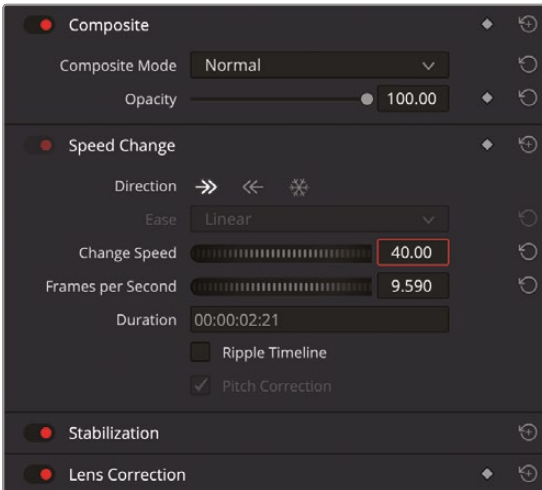 Composite
Composite Mode Normal
Opacity 100.00
Speed Change
Direction
Ease Linear
Change Speed 40.00
Frames per Second 9.590
Duration 00:00:02:21
Ripple Timeline
Pitch Correction
Stabilization
Lens Correction